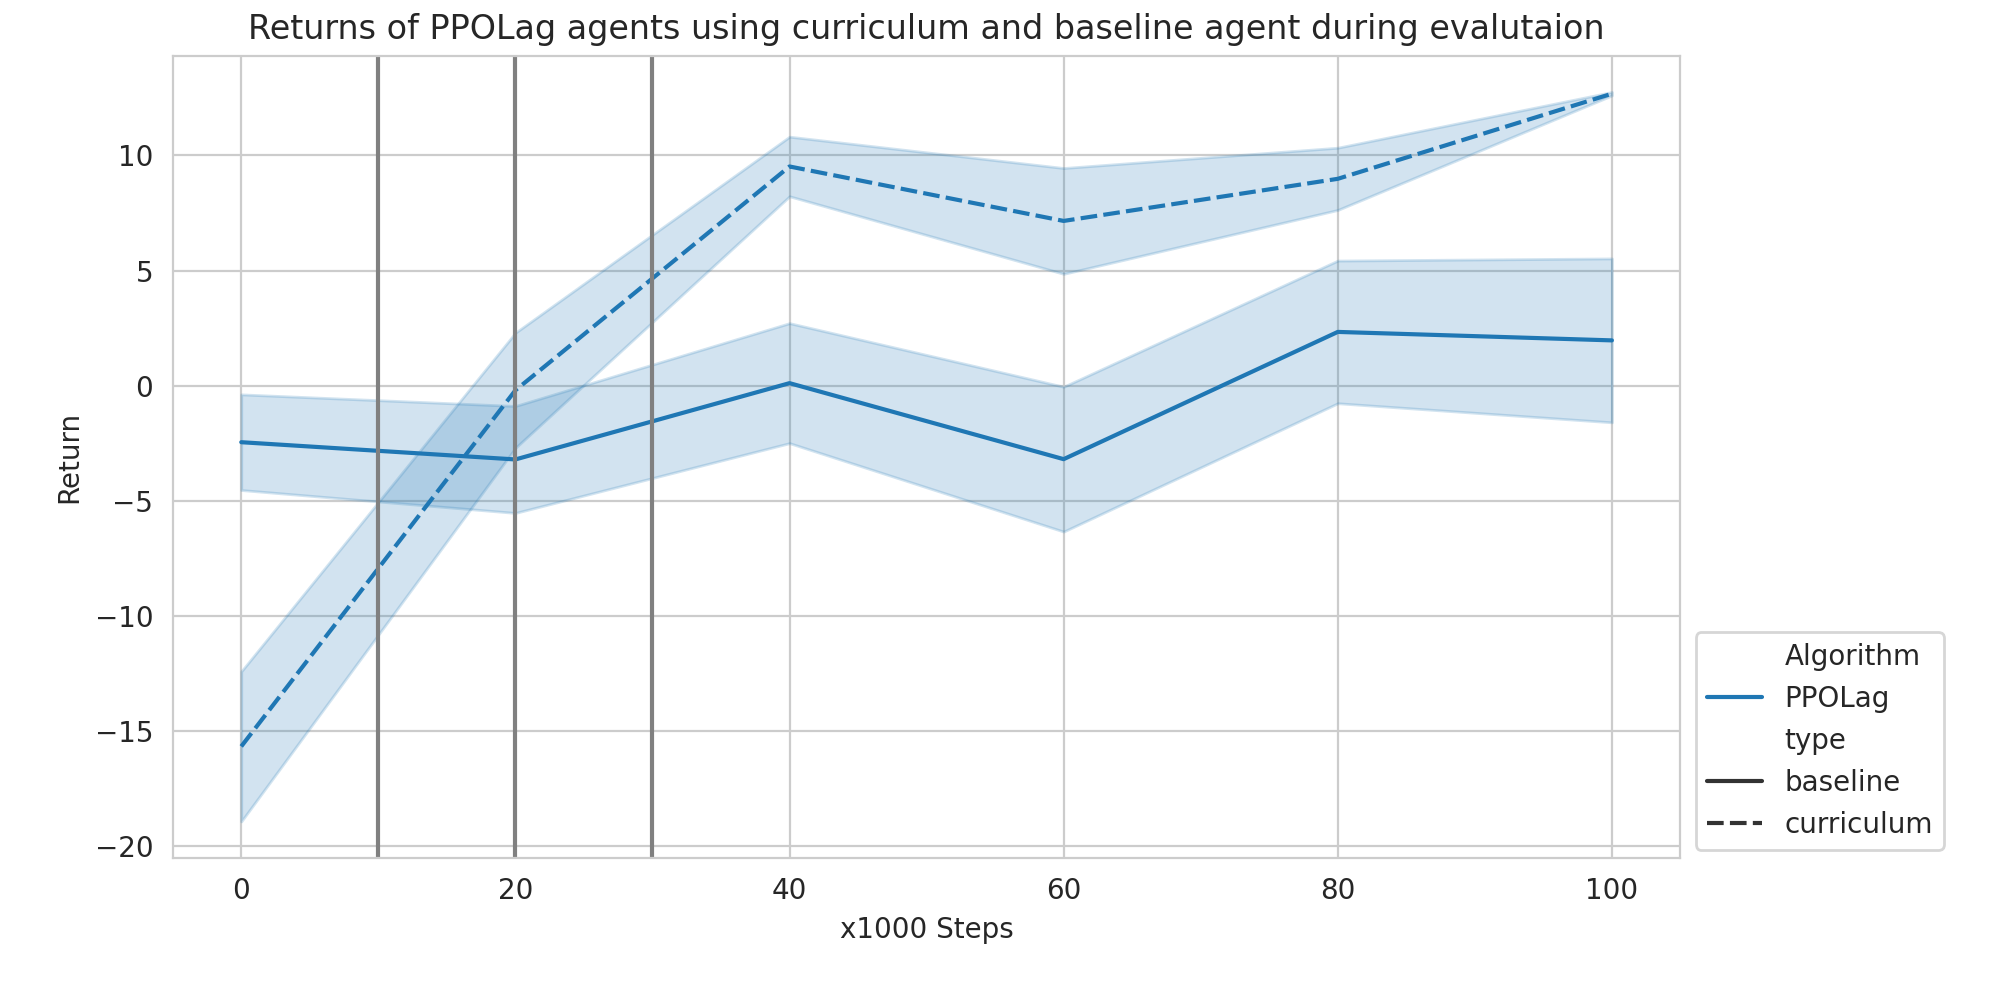 Returns of PPOLag agents using curriculum and baseline agent during evalutaion
Return
10
5
0
−5
−10
−15
−20
0 20 40 60 80 100
x1000 Steps
Algorithm
PPOLag
type
baseline
curriculum